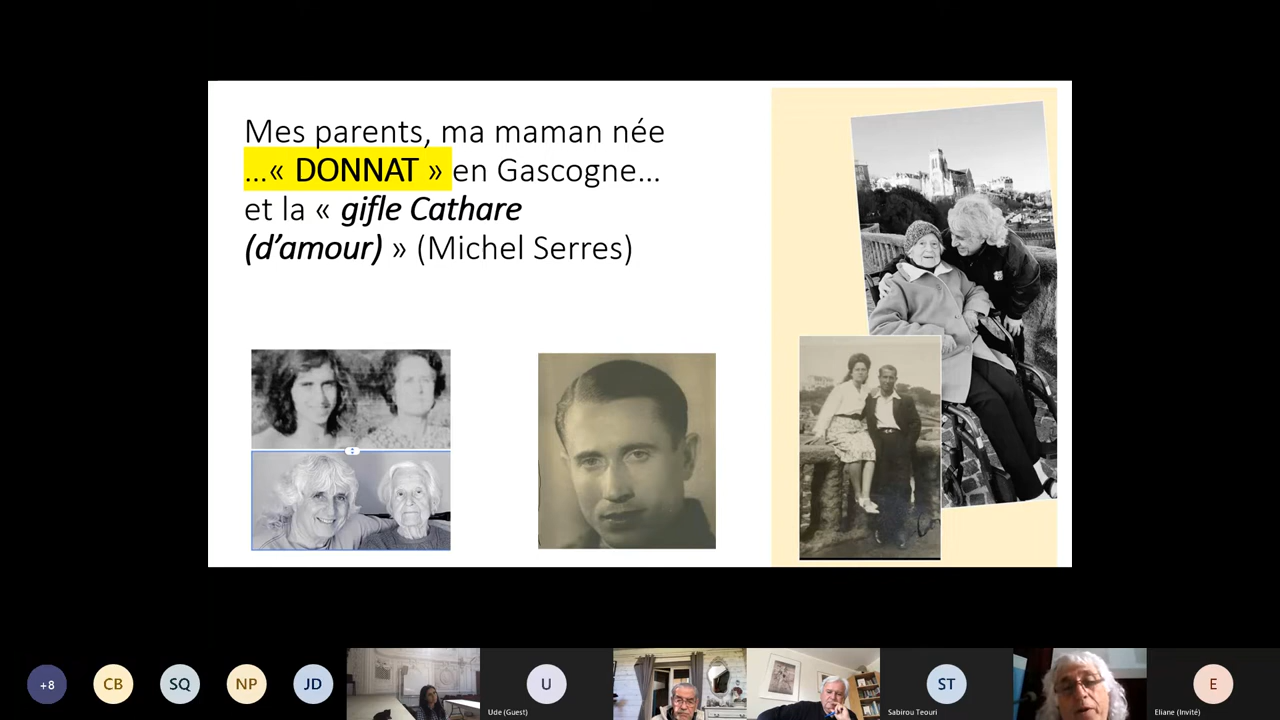 Mes parents, ma maman née
…« DONNAT » en Gascogne…
et la « gifle Cathare
(d’amour) » (Michel Serres)
+8
CB
SQ
NP
JD
U
Ude (Guest)
ST
Sabirou Teouri
E
Eliane (Invité)